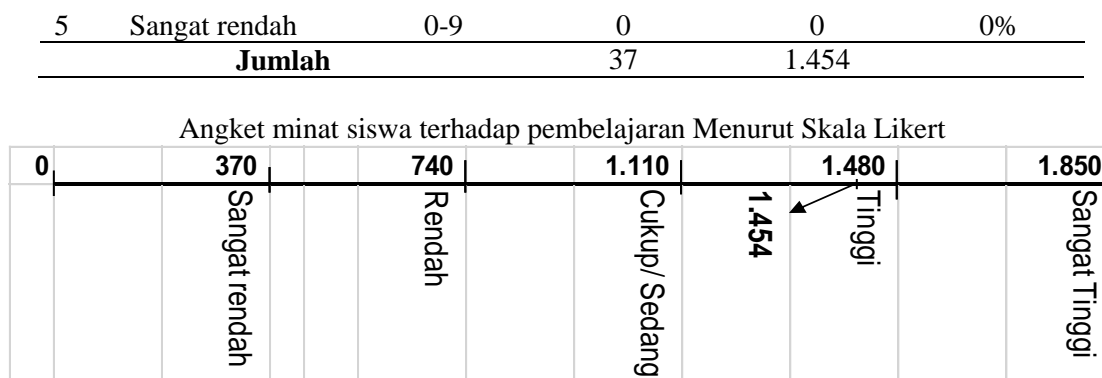 5 Sangat rendah 0-9 0 0 0%
Jumlah 37 1.454
Angket minat siswa terhadap pembelajaran Menurut Skala Likert
0 370 740 1.110 1.480 1.850
Sangat rendah
Rendah
Cukup/ Sedang
1.454
Tinggi
Sangat Tinggi